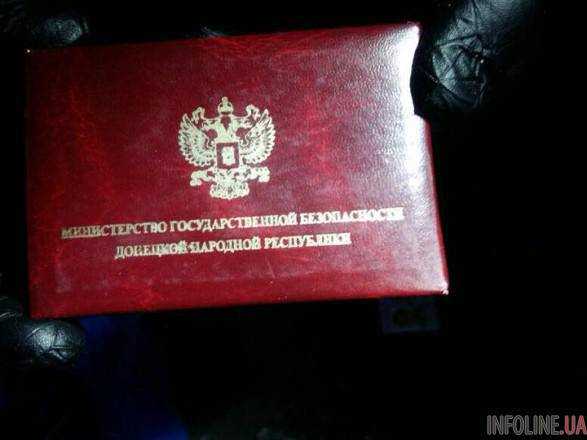 МИНИСТЕРСТВО ГОСУДАРСТВЕННОЙ БЕЗОПАСНОСТИ
ДОНЕЦКОЙ НАРОДНОЙ РЕСПУБЛИКИ
INFOLINE.UA